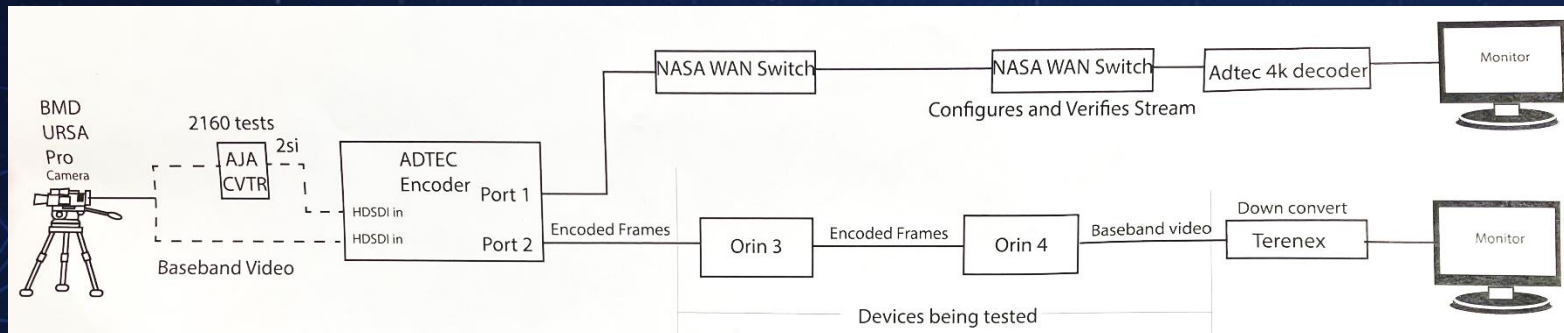 BMD
URSA
Pro
Camera
2160 tests
2si
AJA
CVTR
Baseband Video
ADTEC
Encoder
Port 1
HDSDI in
HDSDI in
Port 2
NASA WAN Switch
NASA WAN Switch
Configures and Verifies Stream
Adtec 4k decoder
Monitor
Encoded Frames
Orin 3
Encoded Frames
Orin 4
Baseband video
Down convert
Terenex
Monitor
Devices being tested